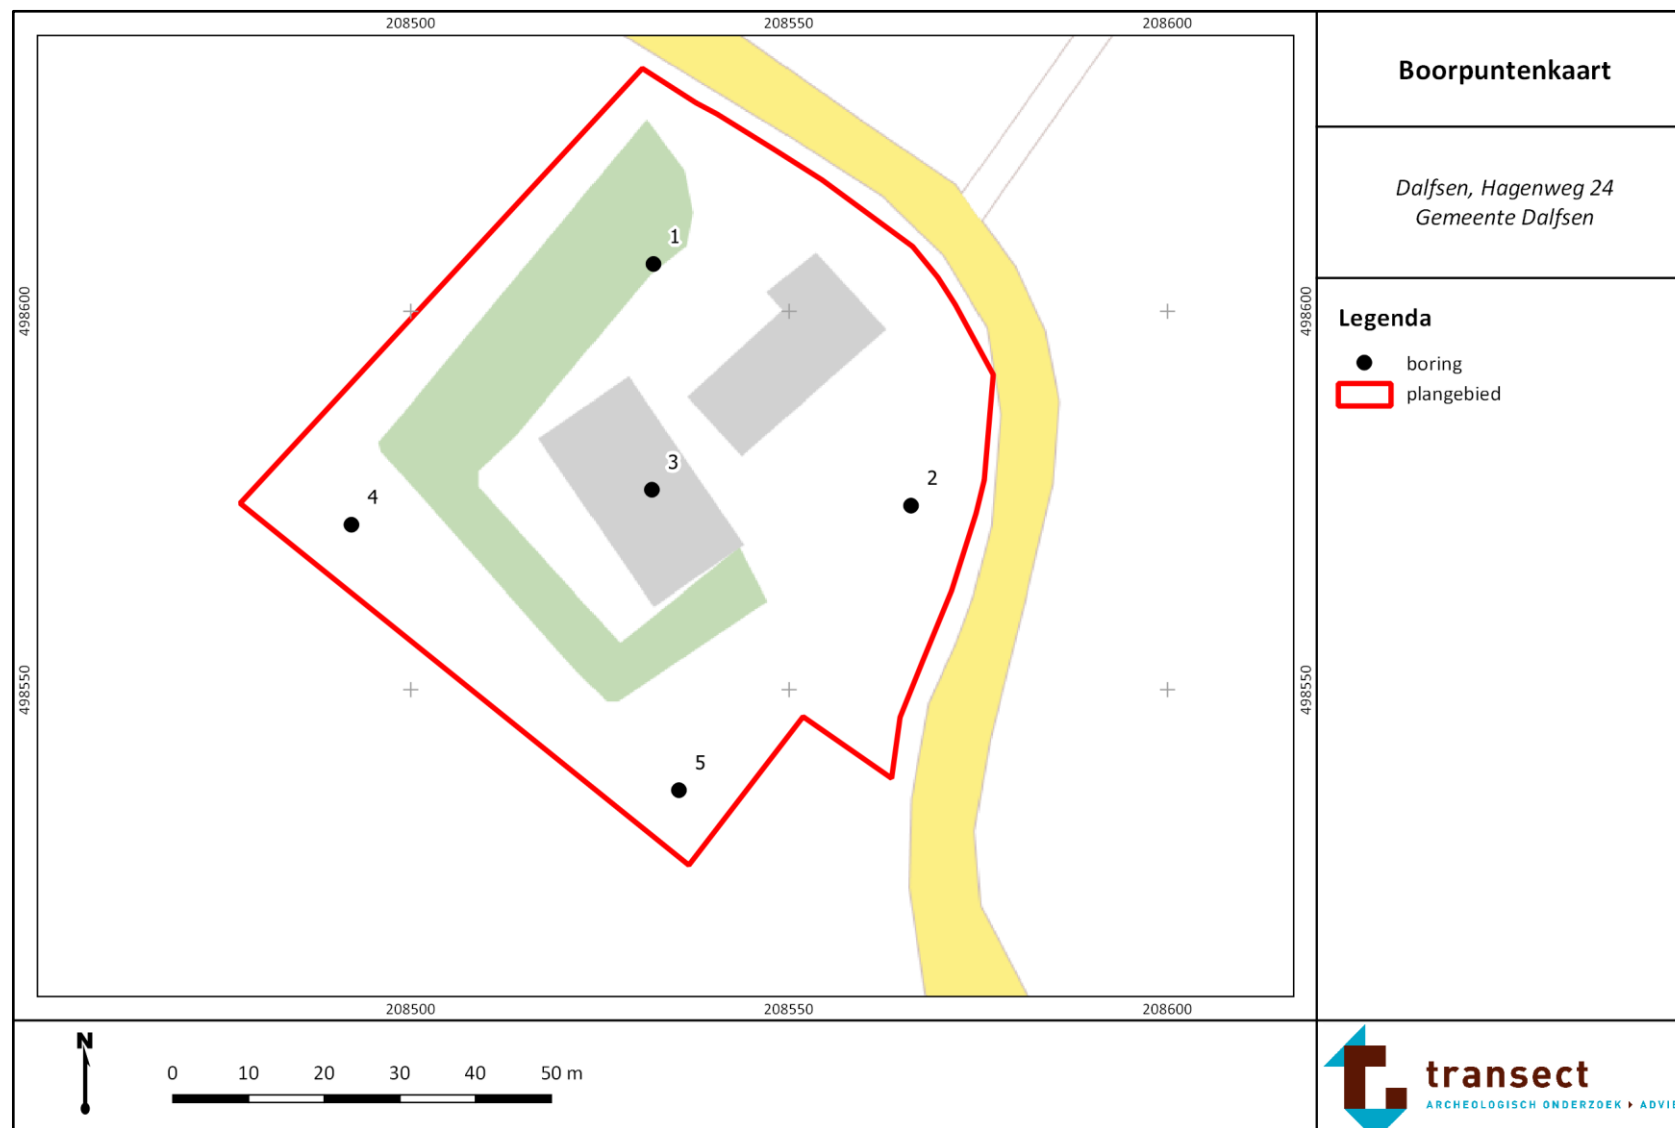 208500 208550 208600
Boorpuntenkaart
Dalfsen, Hagenweg 24
Gemeente Dalfsen
Legenda
boring
plangebied
498600 498600
498550 498550
1
3
2
4
5
208500 208550 208600
N
0 10 20 30 40 50 m
transect
ARCHEOLOGISCH ONDERZOEK ADVIE